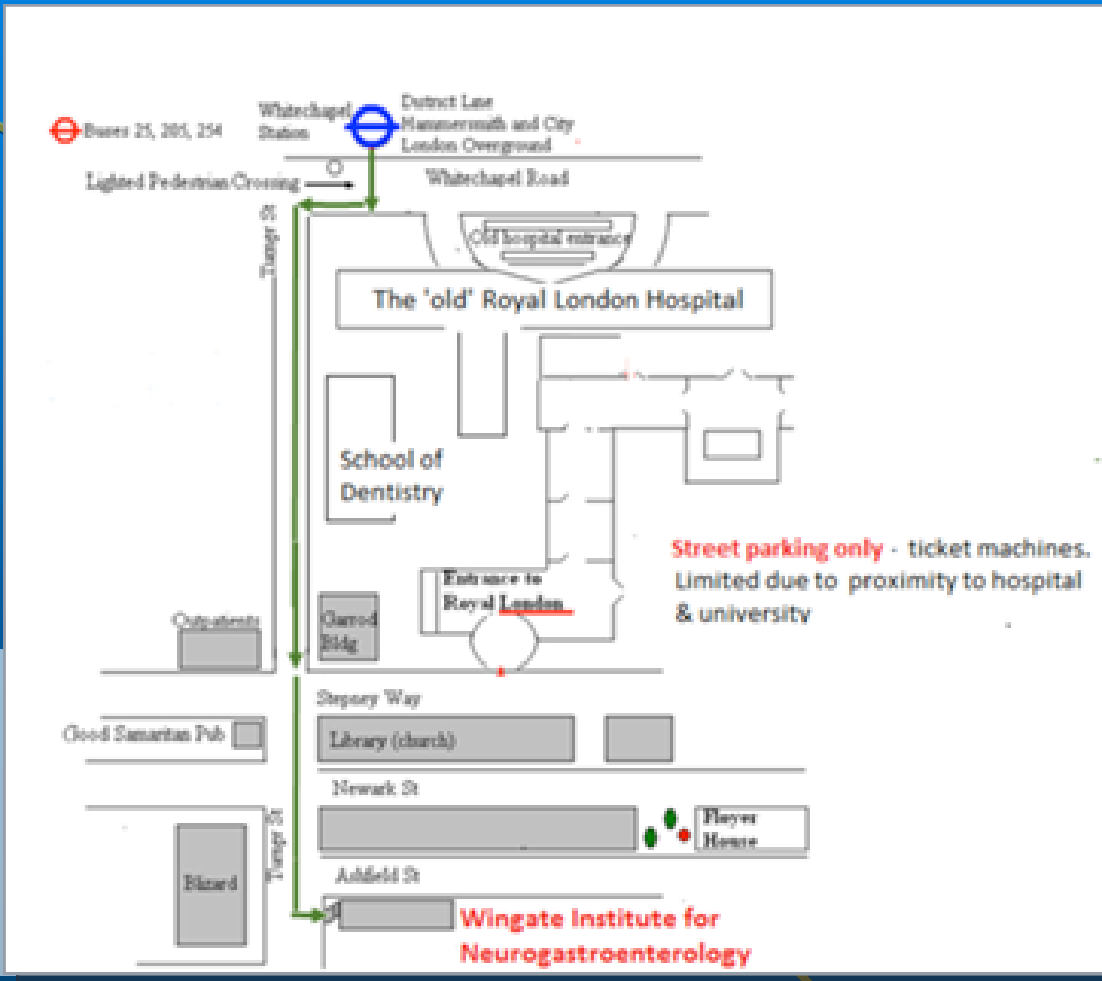 Whitechapel
Station
District Line
Hammersmith and City
London Overground
Buses 25, 205, 254
Lighted Pedestrian Crossing
Whitechapel Road
Turner St
Old hospital entrance
The 'old' Royal London Hospital
School of
Dentistry
Street parking only - ticket machines.
Limited due to proximity to hospital
& university
Entrance to
Royal London
Garrod
Bldg
Outpatients
Stepney Way
Good Samaritan Pub
Library (church)
Newark St
Turner St
Floyer
House
Ashfield St
Blizard
Wingate Institute for
Neurogastroenterology